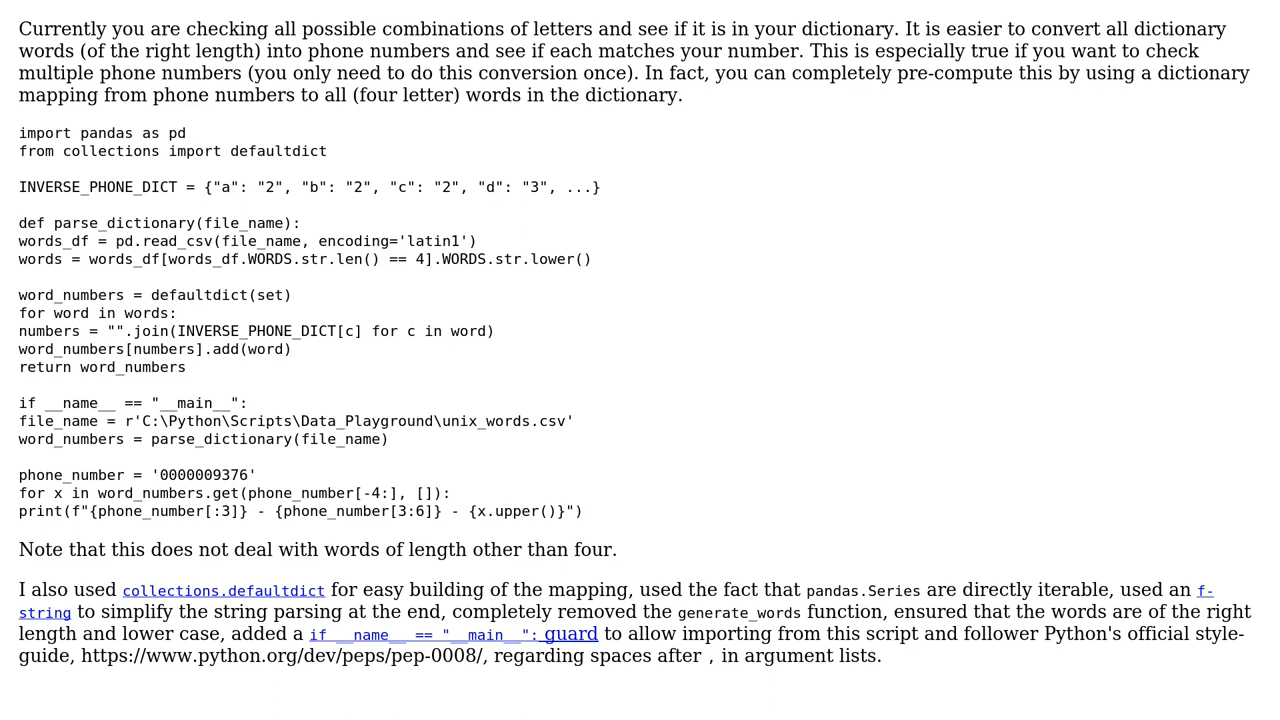 Currently you are checking all possible combinations of letters and see if it is in your dictionary. It is easier to convert all dictionary
words (of the right length) into phone numbers and see if each matches your number. This is especially true if you want to check
multiple phone numbers (you only need to do this conversion once). In fact, you can completely pre-compute this by using a dictionary
mapping from phone numbers to all (four letter) words in the dictionary.
import pandas as pd
from collections import defaultdict
INVERSE_PHONE_DICT = {"a": "2", "b": "2", "c": "2", "d": "3", ...}
def parse_dictionary(file_name):
words_df = pd.read_csv(file_name, encoding='latin1')
words = words_df[words_df.WORDS.str.len() == 4].WORDS.str.lower()
word_numbers = defaultdict(set)
for word in words:
numbers = "".join(INVERSE_PHONE_DICT[c] for c in word)
word_numbers[numbers].add(word)
return word_numbers
if __name__ == "__main__":
file_name = r'C:\Python\Scripts\Data_Playground\unix_words.csv'
word_numbers = parse_dictionary(file_name)
phone_number = '0000009376'
for x in word_numbers.get(phone_number[-4:], []):
print(f"{phone_number[:3]} - {phone_number[3:6]} - {x.upper()}")
Note that this does not deal with words of length other than four.
I also used collections.defaultdict for easy building of the mapping, used the fact that pandas.Series are directly iterable, used an f-
string to simplify the string parsing at the end, completely removed the generate_words function, ensured that the words are of the right
length and lower case, added a if __name__ == "__main__": guard to allow importing from this script and follower Python's official style-
guide, https://www.python.org/dev/peps/pep-0008/, regarding spaces after , in argument lists.